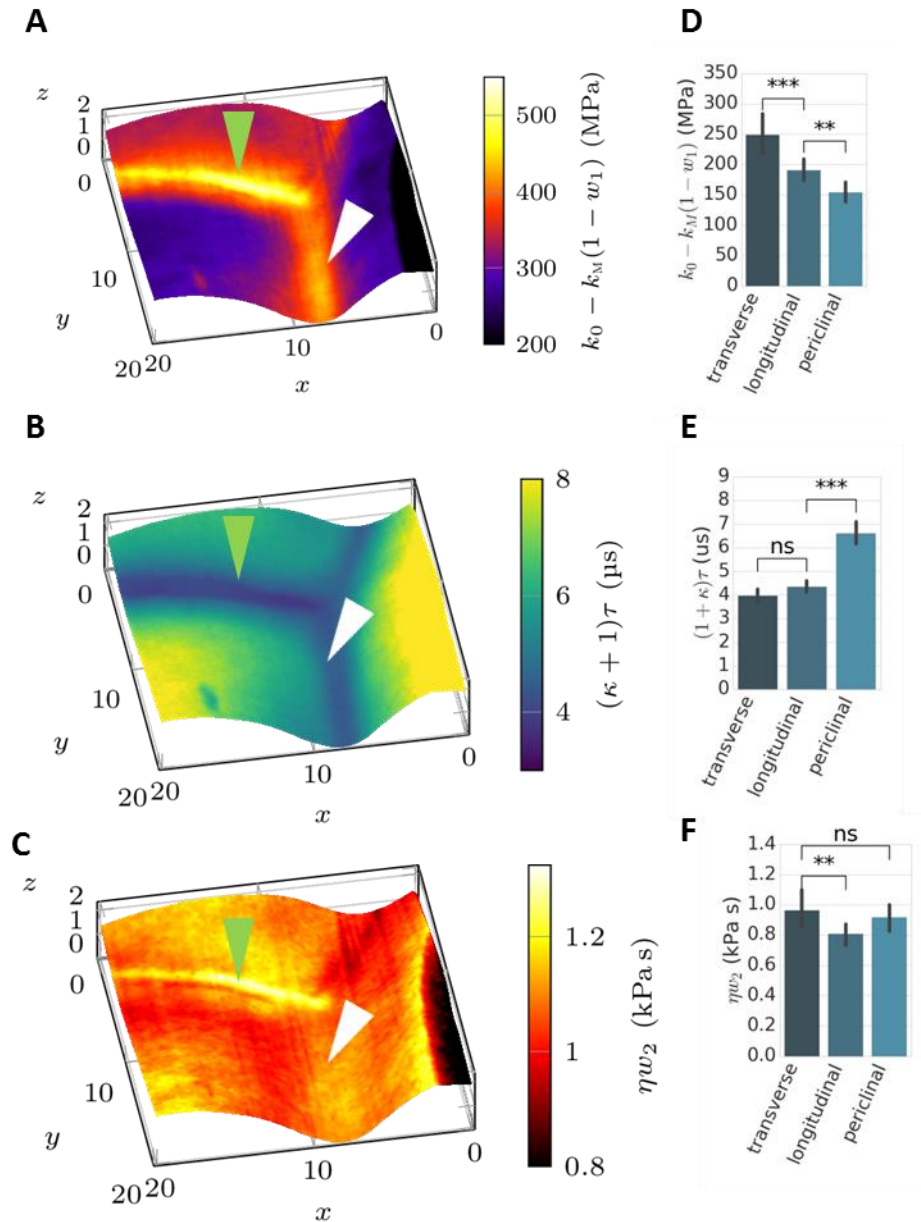 A
z
2
1
0
0
10
y
20
20
10
x
0
500
400
300
200
k₀ − k_M(1 − w₁) (MPa)
D
350
300
250
200
150
100
50
0
k₀ − k_M(1 − w₁) (MPa)
***
**
transverse
longitudinal
periclinal
B
z
2
1
0
0
10
y
20
20
10
x
0
8
6
4
(κ + 1)τ (µs)
E
9
8
7
6
5
4
3
2
1
0
(1 + κ)τ (us)
ns
***
transverse
longitudinal
periclinal
C
z
2
1
0
0
10
y
20
20
10
x
0
1.2
1
0.8
ηw₂ (kPa s)
F
1.4
1.2
1.0
0.8
0.6
0.4
0.2
0.0
ηw₂ (kPa s)
ns
**
transverse
longitudinal
periclinal